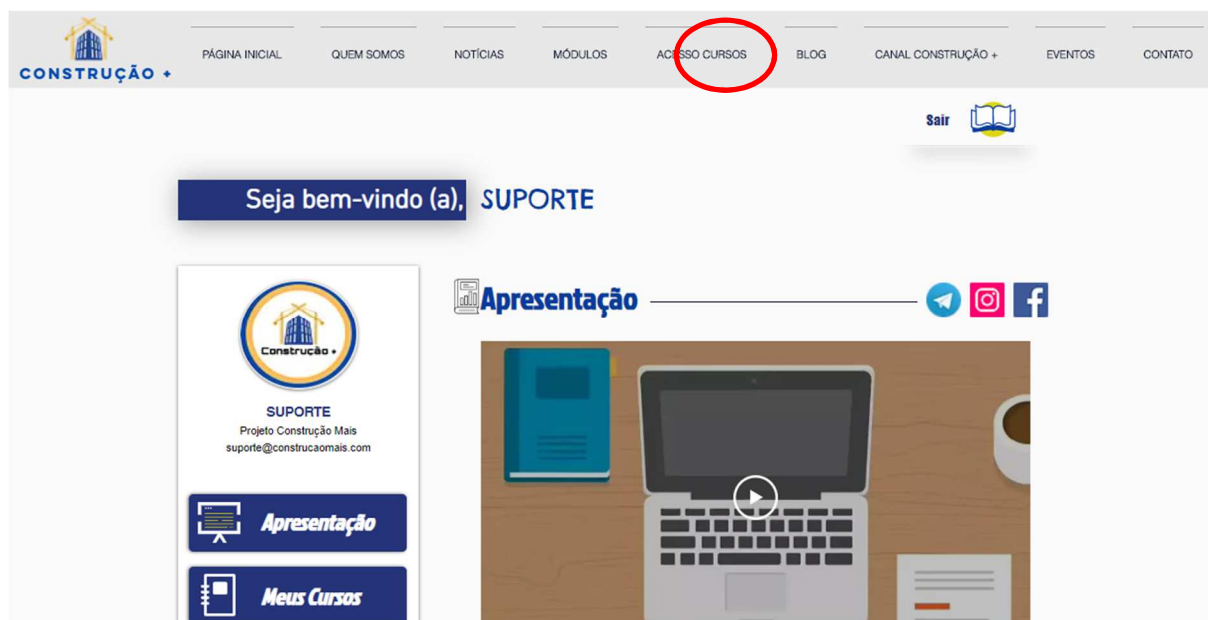 CONSTRUÇÃO +
PÁGINA INICIAL QUEM SOMOS NOTÍCIAS MÓDULOS ACESSO CURSOS BLOG CANAL CONSTRUÇÃO + EVENTOS CONTATO
Sair
Seja bem-vindo (a), SUPORTE
Construção +
SUPORTE
Projeto Construção Mais
suporte@construcaomais.com
Apresentação
Meus Cursos
Apresentação